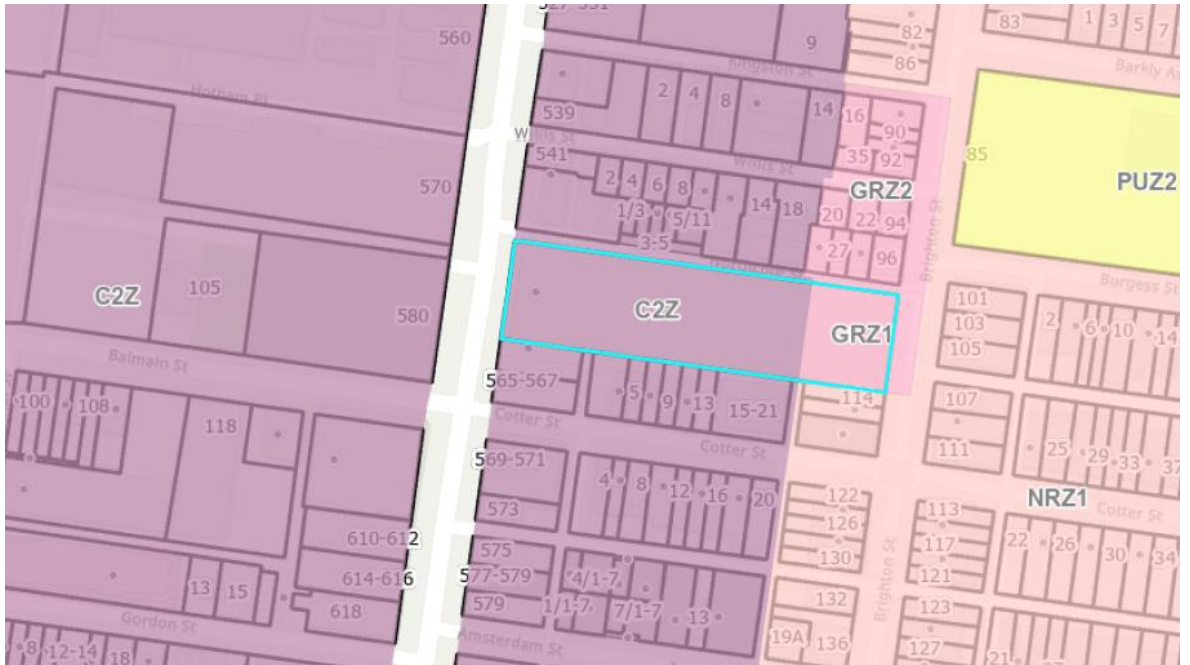 560
9
82
86
83
1 3 5 7
Kingston St
Barkly Av
Hotham Pl
539
2 4 8
14
16
90
35 92
Willis St
541
Willis St
85
570
2 4 6 8
14 18
GRZ2
PUZ2
1/3 5/11
20 22 94
3-5
27 96
Brighton St
Burgess St
C2Z
105
580
C2Z
GRZ1
101
103
105
2 6 10 14
Balmain St
565-567
5 9 13 15-21
114
107
111
100 108
118
Cotter St
Cotter St
25 29 33 37
569-571
573
4 8 12 16 20
122
126
130
NRZ1
Cotter St
113
117
121
22 26 30 34
610-612
614-616
618
575
577-579
579
4/1-7
1/1-7
7/1-7
13
13 15
Brighton St
132
136
19A
123
127
Gordon St
8 12-14 18
Amsterdam St
21